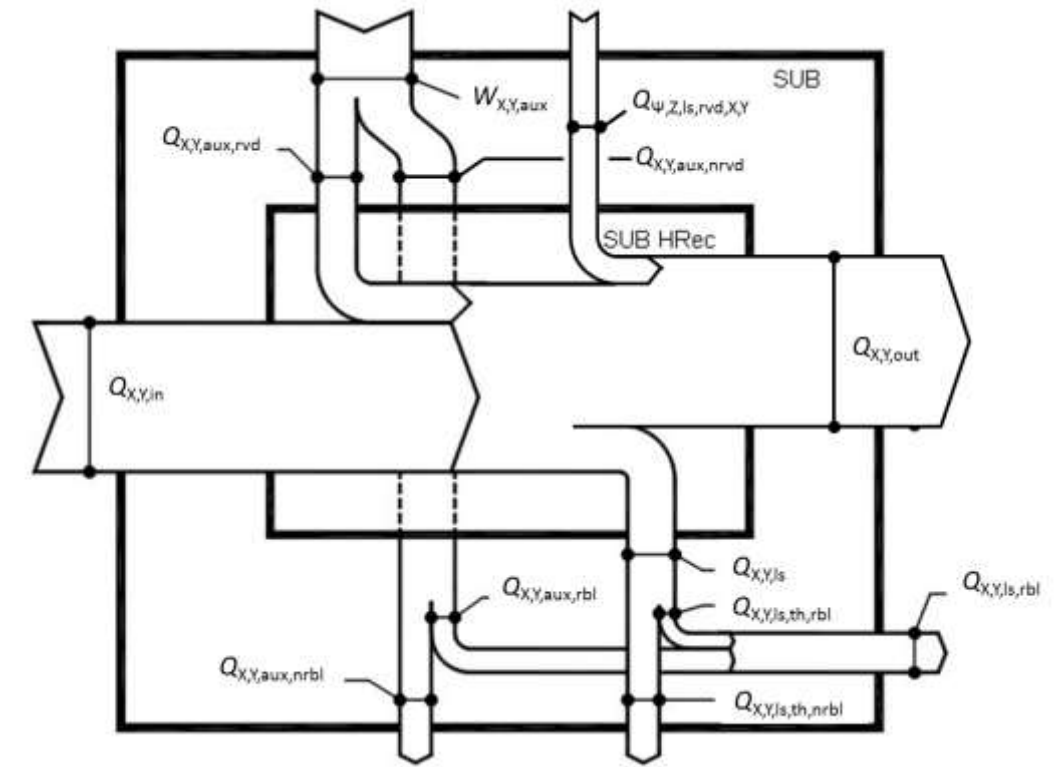 SUB
W X,Y,aux
Q Ψ,Z,ls,rvd,X,Y
Q X,Y,aux,rvd
Q X,Y,aux,nrvd
SUB HRec
Q X,Y,out
Q X,Y,in
Q X,Y,ls
Q X,Y,ls,rbl
Q X,Y,aux,rbl
Q X,Y,ls,th,rbl
Q X,Y,aux,nrbl
Q X,Y,ls,th,nrbl